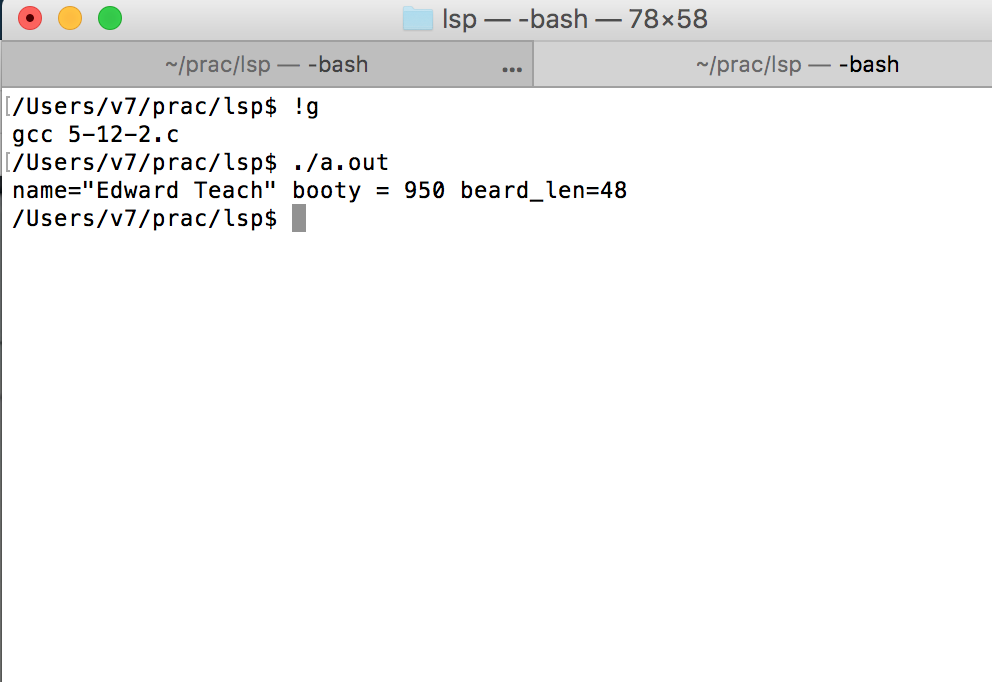 lsp — -bash — 78×58
~/prac/lsp — -bash ... ~/prac/lsp — -bash
[/Users/v7/prac/lsp$ !g
gcc 5-12-2.c
[/Users/v7/prac/lsp$ ./a.out
name="Edward Teach" booty = 950 beard_len=48
/Users/v7/prac/lsp$